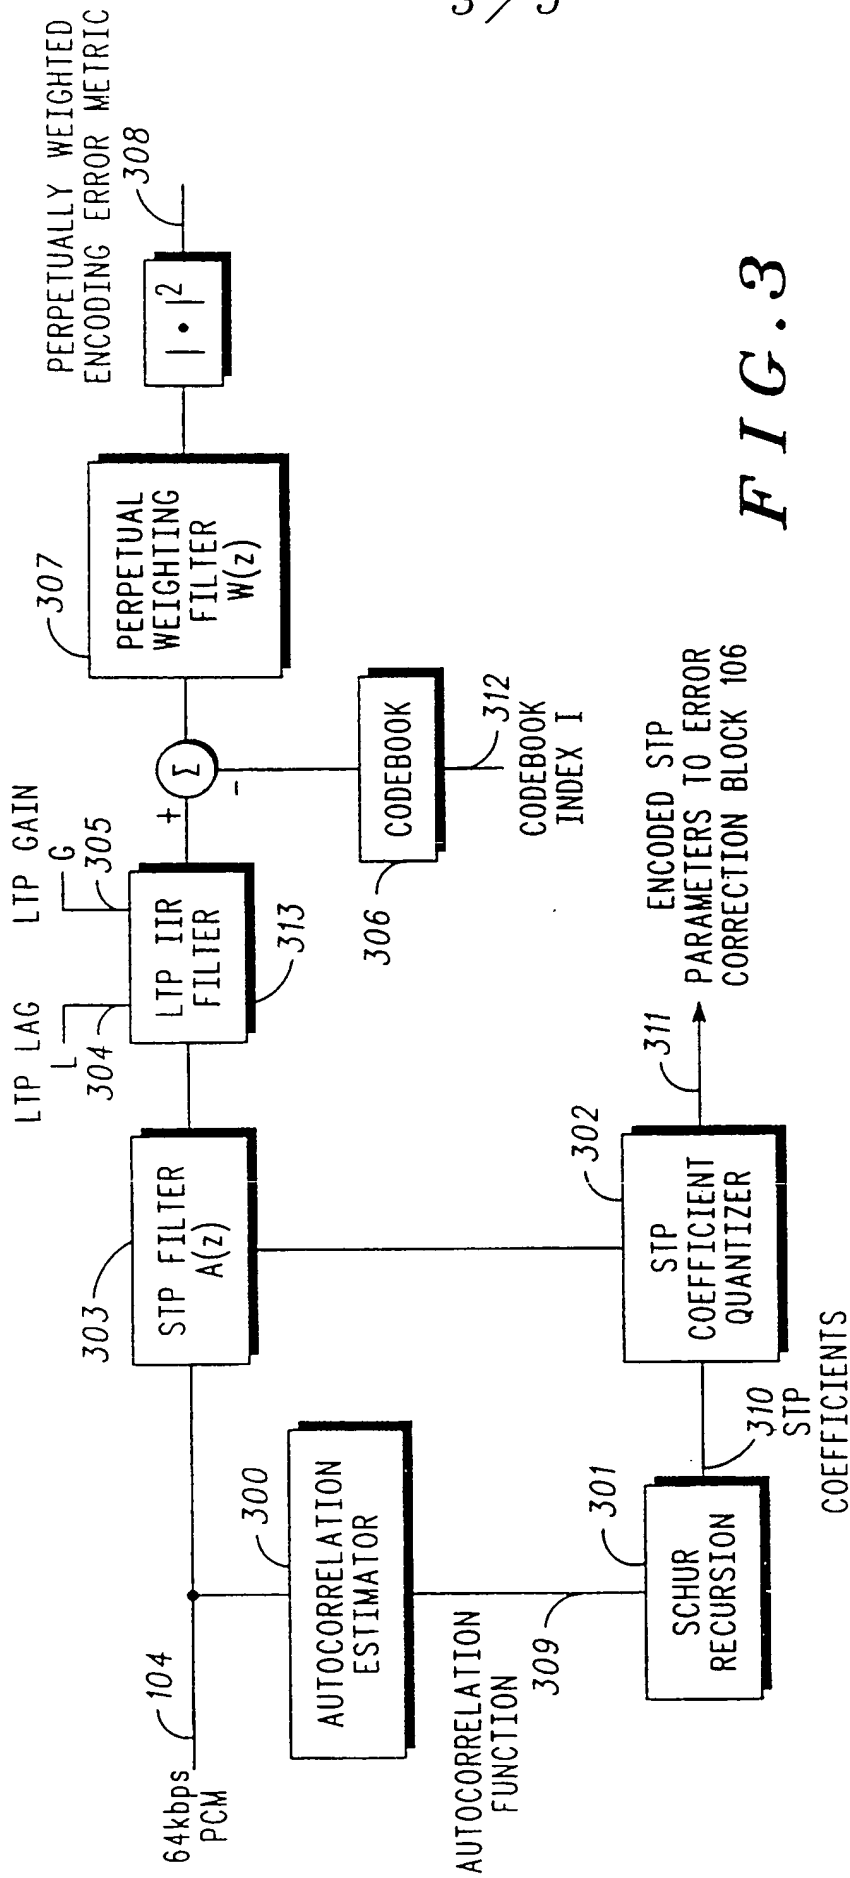 3/3
PERPETUALLY WEIGHTED
ENCODING ERROR METRIC
308
| • |2
307
PERPETUAL
WEIGHTING
FILTER
W(z)
LTP GAIN
G
305
LTP LAG
L
304
LTP IIR
FILTER
313
+
Σ
-
CODEBOOK
306
312
CODEBOOK
INDEX I
303
STP FILTER
A(z)
64kbps
PCM
104
300
AUTOCORRELATION
ESTIMATOR
AUTOCORRELATION
FUNCTION
309
301
SCHUR
RECURSION
310
STP
COEFFICIENTS
302
STP
COEFFICIENT
QUANTIZER
311
ENCODED STP
PARAMETERS TO ERROR
CORRECTION BLOCK 106
FIG.3